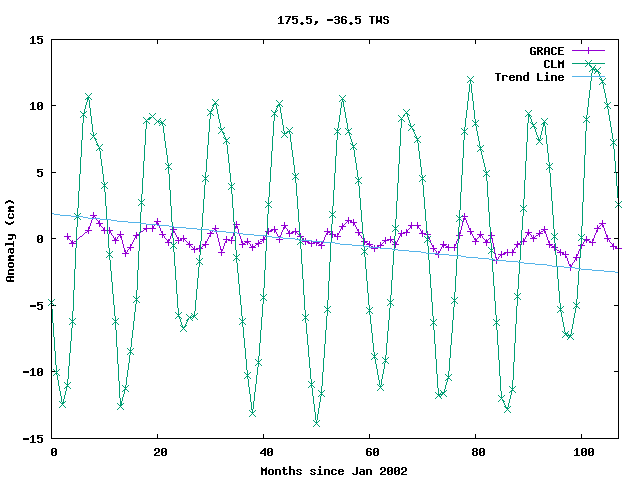 175.5, -36.5 TWS
GRACE
CLM
Trend Line
15
10
5
0
-5
-10
-15
Anomaly (cm)
0 20 40 60 80 100
Months since Jan 2002